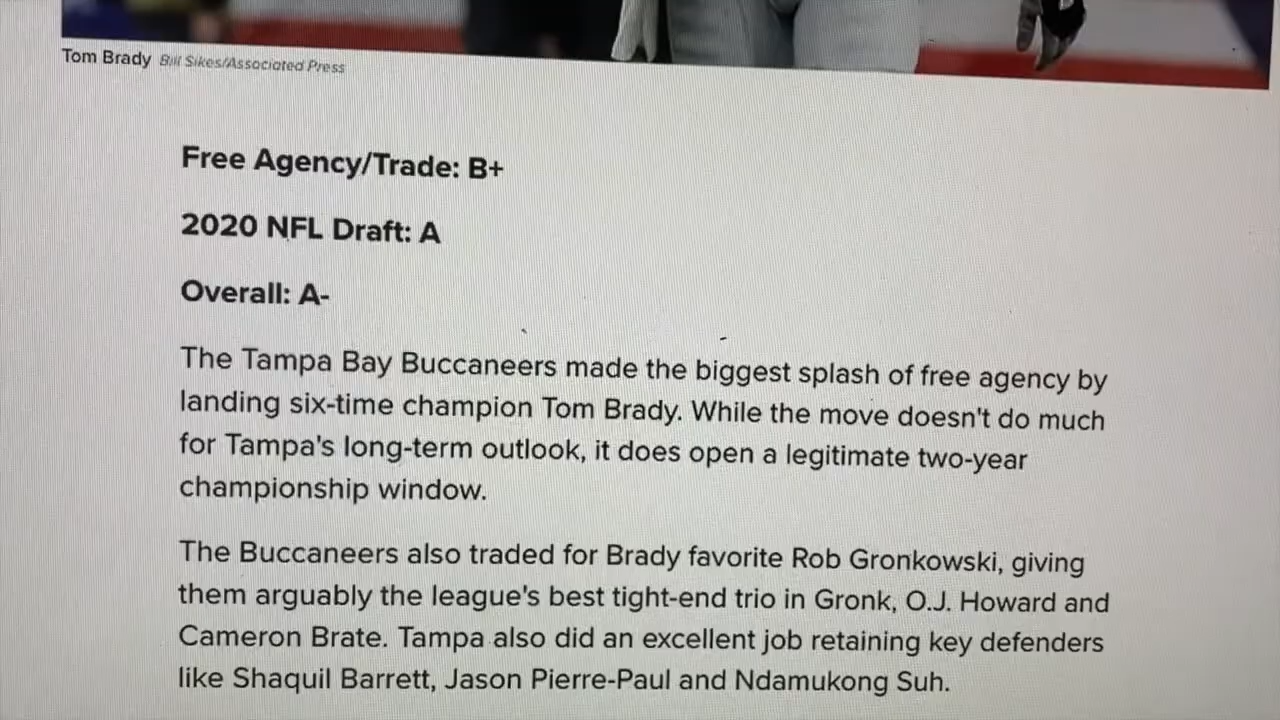 Tom Brady Bill Sikes/Associated Press
Free Agency/Trade: B+
2020 NFL Draft: A
Overall: A-
The Tampa Bay Buccaneers made the biggest splash of free agency by
landing six-time champion Tom Brady. While the move doesn't do much
for Tampa's long-term outlook, it does open a legitimate two-year
championship window.
The Buccaneers also traded for Brady favorite Rob Gronkowski, giving
them arguably the league's best tight-end trio in Gronk, O.J. Howard and
Cameron Brate. Tampa also did an excellent job retaining key defenders
like Shaquil Barrett, Jason Pierre-Paul and Ndamukong Suh.